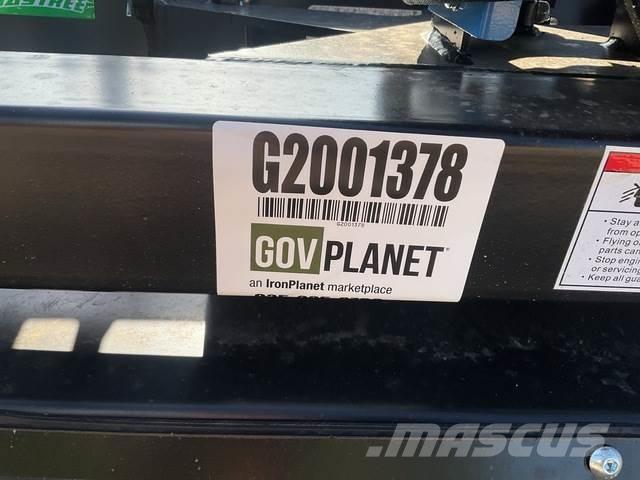 G2001378
G2001378
GOV PLANET®
an IronPlanet marketplace
• Stay a
from op
• Flying o
parts can
• Stop engin
or servicing
• Keep all gua
MASCUS